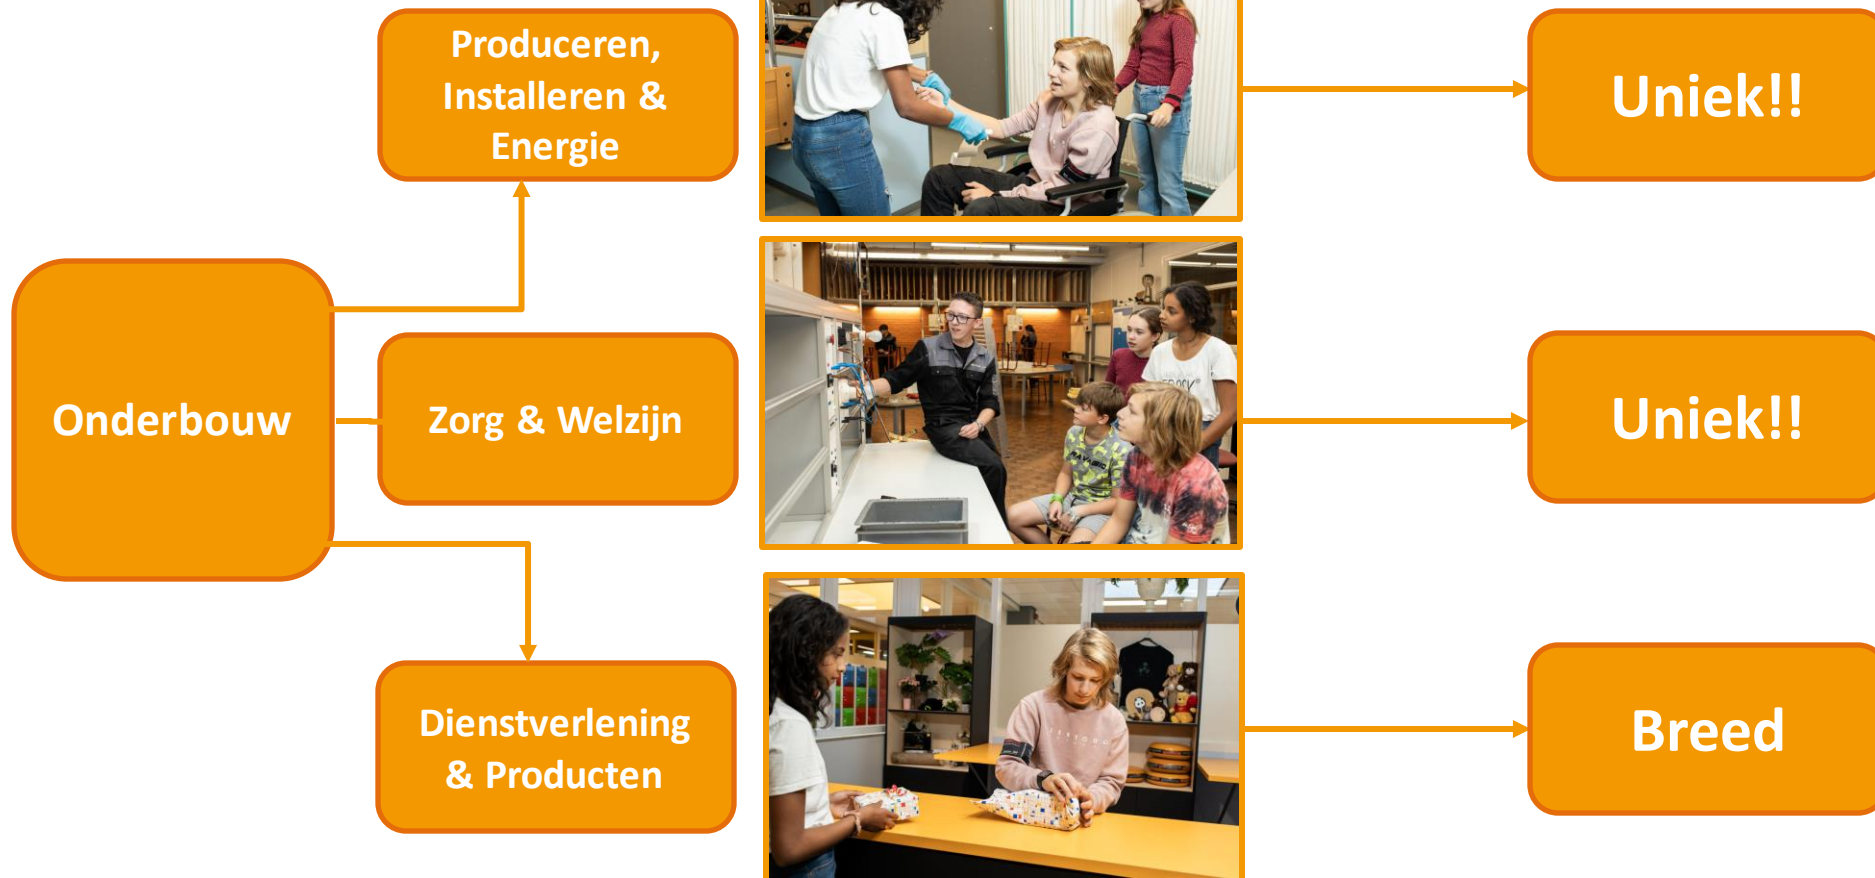 Produceren,
Installeren &
Energie
Uniek!!
Onderbouw
Zorg & Welzijn
Uniek!!
Dienstverlening
& Producten
Breed